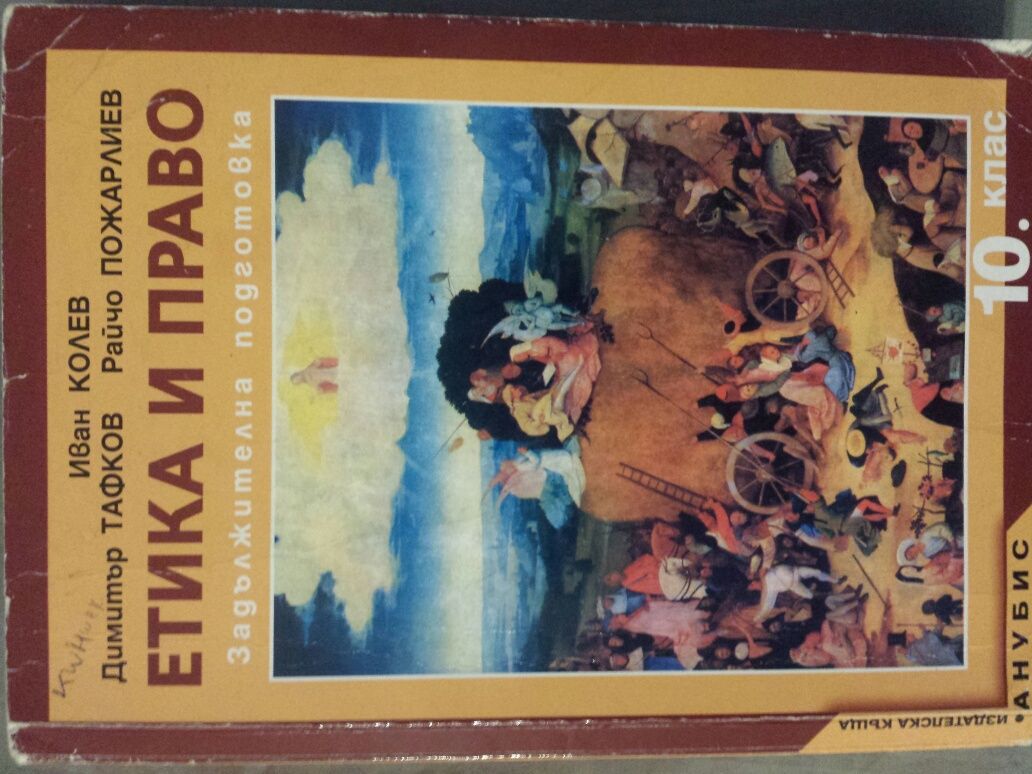 Иван КОЛЕВ
Димитър ТАФКОВ Райчо ПОЖАРЛИЕВ
ЕТИКА И ПРАВО
Задължителна подготовка
10. клас
ИЗДАТЕЛСКА КЪЩА
• АНУБИС